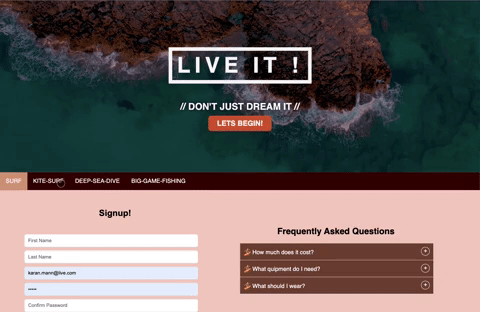 LIVE IT !
// DON'T JUST DREAM IT //
LETS BEGIN!
SURF KITE-SURF DEEP-SEA-DIVE BIG-GAME-FISHING
Signup!
First Name
Last Name
karan.mann@live.com
•••••
Confirm Password
Frequently Asked Questions
How much does it cost?
What quipment do I need?
What should I wear?